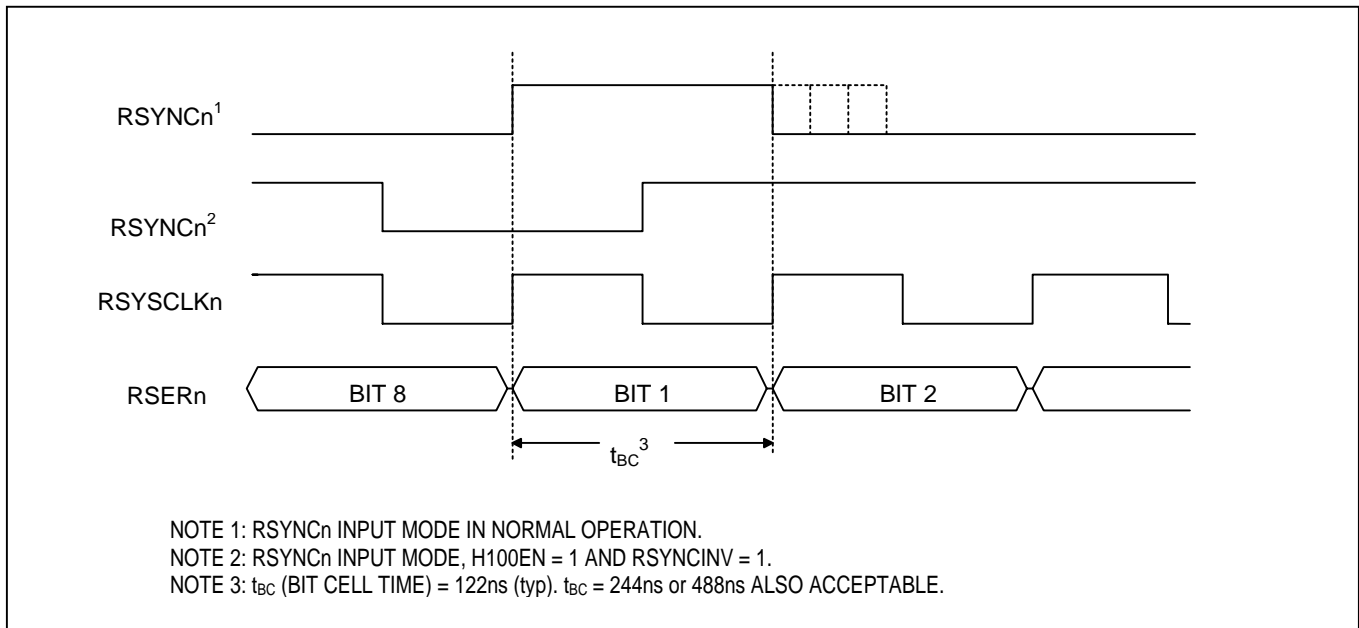 RSYNCn¹
RSYNCn²
RSYSCLKn
RSERn
BIT 8
BIT 1
BIT 2
tBC³
NOTE 1: RSYNCn INPUT MODE IN NORMAL OPERATION.
NOTE 2: RSYNCn INPUT MODE, H100EN = 1 AND RSYNCINV = 1.
NOTE 3: tBC (BIT CELL TIME) = 122ns (typ). tBC = 244ns or 488ns ALSO ACCEPTABLE.